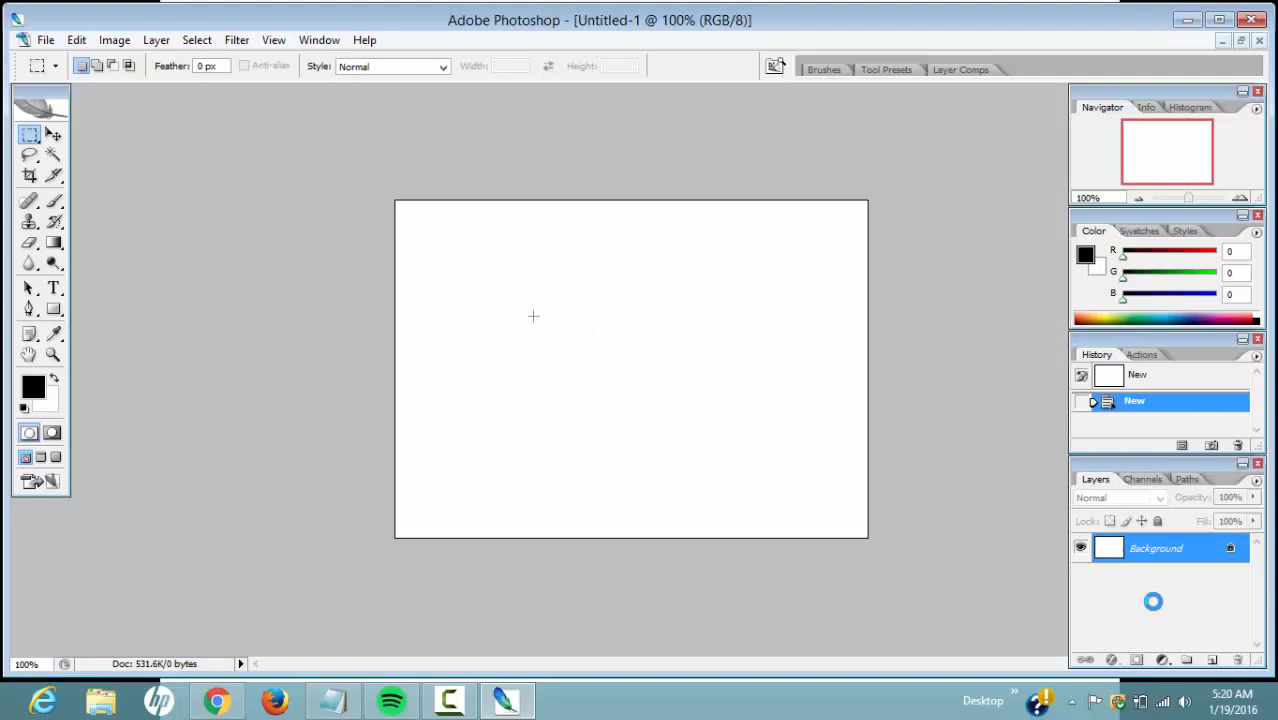 Adobe Photoshop - [Untitled-1 @ 100% (RGB/8)]
File Edit Image Layer Select Filter View Window Help
Feather: 0 px Anti-alias Style: Normal Width: Height: Brushes Tool Presets Layer Comps
Navigator Info Histogram
100%
Color Swatches Styles
R 0
G 0
B 0
History Actions
New
New
Layers Channels Paths
Normal Opacity: 100%
Lock: Fill: 100%
Background
T
100% Doc: 531.6K/0 bytes
Desktop
5:20 AM
1/19/2016